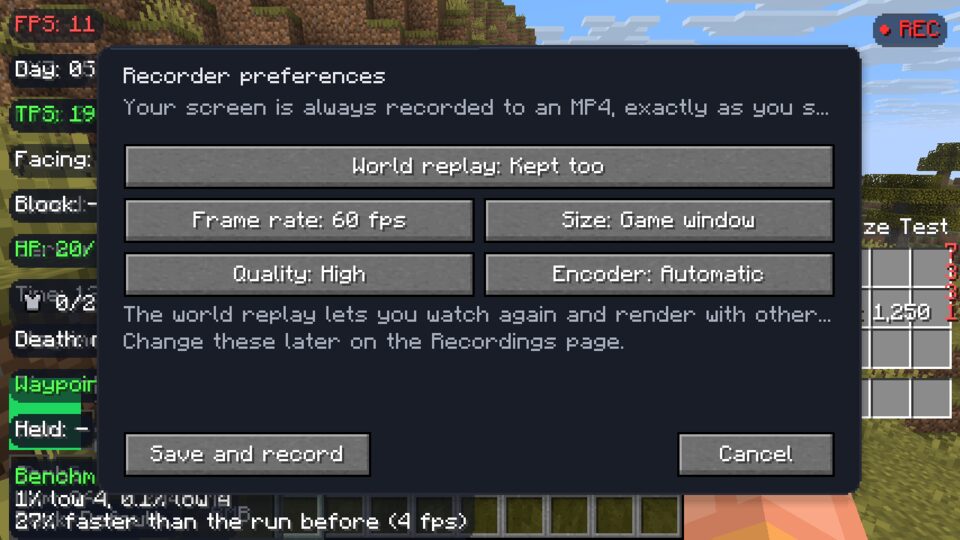 FPS: 11
REC
Day: 05
TPS: 19
Facing:
Block: -
HP: 20/
0/2
Death:
Waypoin
Held: -
Benchm
1% low 4, 0.1% low 4
27% faster than the run before (4 fps)
Recorder preferences
Your screen is always recorded to an MP4, exactly as you s...
World replay: Kept too
Frame rate: 60 fps
Size: Game window
Quality: High
Encoder: Automatic
The world replay lets you watch again and render with other...
Change these later on the Recordings page.
Save and record
Cancel
ze Test
1,250